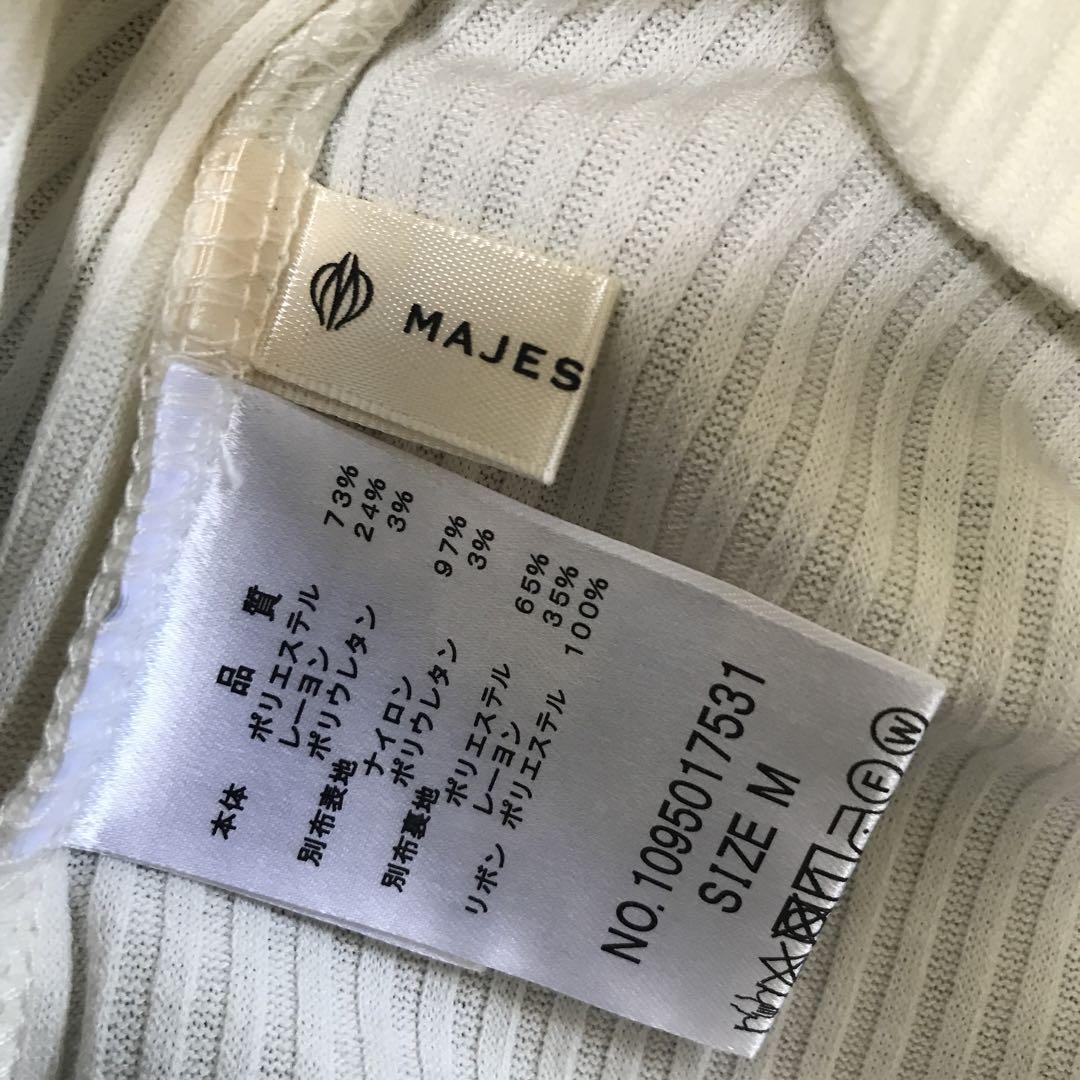 MAJES
品質
本体 ポリエステル 73%
レーヨン 24%
ポリウレタン 3%
別布表地 ナイロン 97%
ポリウレタン 3%
別布裏地 ポリエステル 65%
レーヨン 35%
リボン ポリエステル 100%
NO.1095017531
SIZE M
F
W